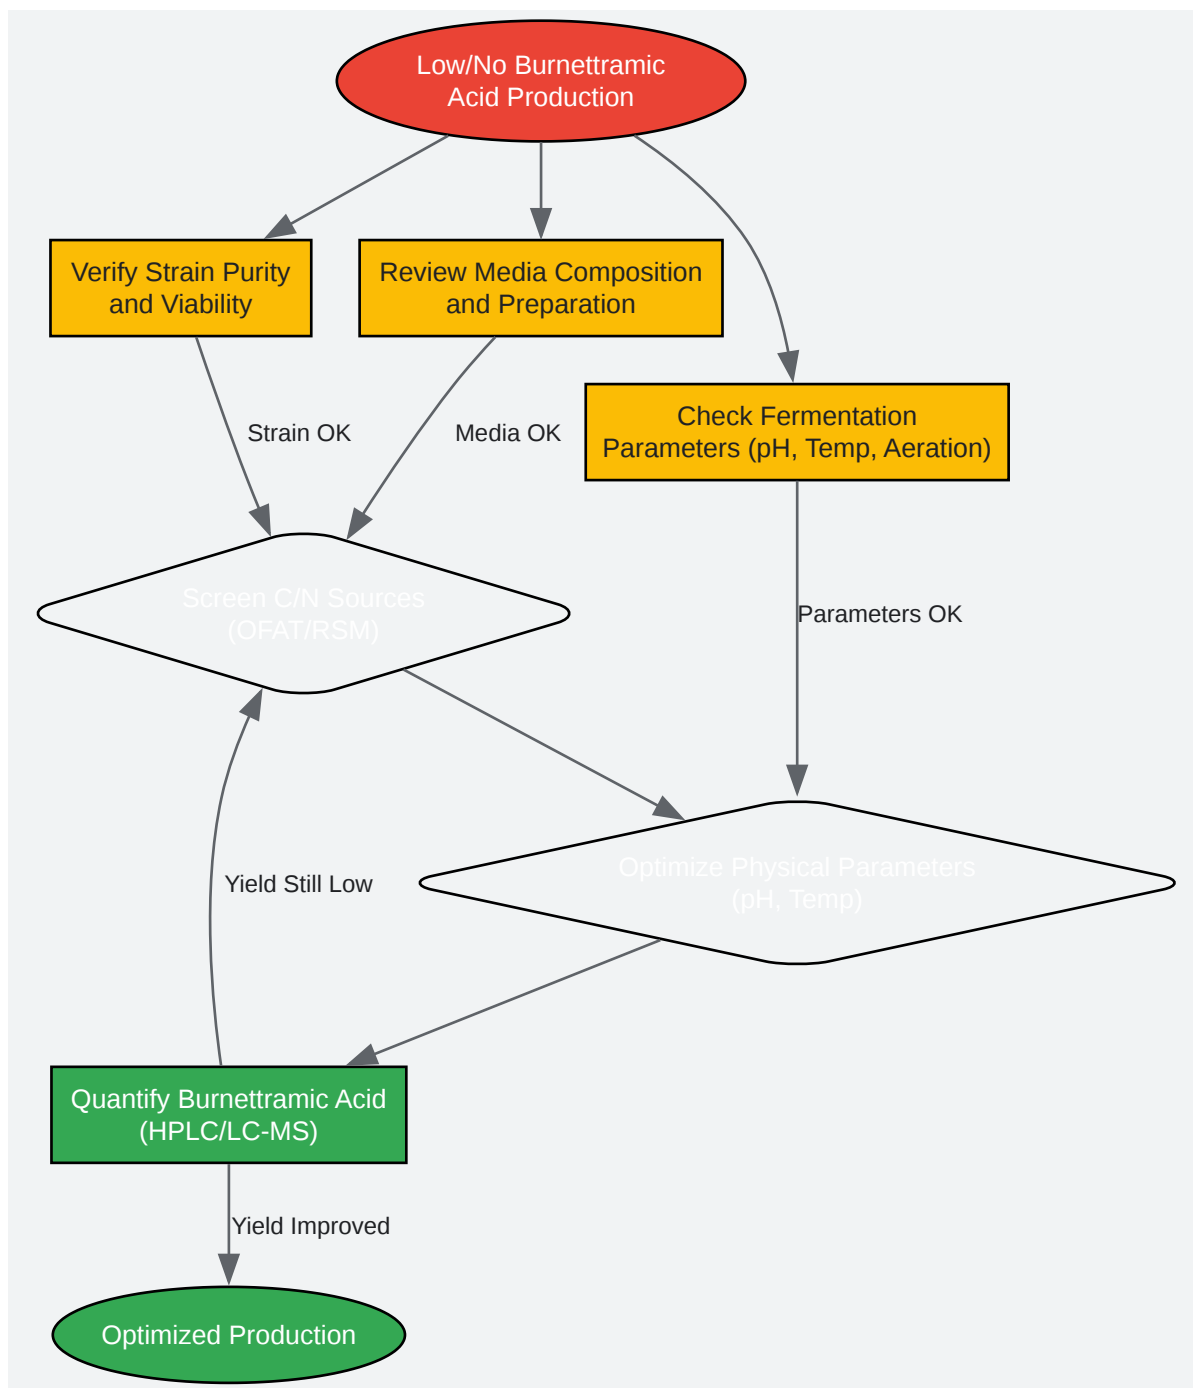 Low/No Burnettramic
Acid Production
Verify Strain Purity
and Viability
Review Media Composition
and Preparation
Check Fermentation
Parameters (pH, Temp, Aeration)
Strain OK
Media OK
Screen C/N Sources
(OFAT/RSM)
Parameters OK
Optimize Physical Parameters
(pH, Temp)
Yield Still Low
Quantify Burnettramic Acid
(HPLC/LC-MS)
Yield Improved
Optimized Production